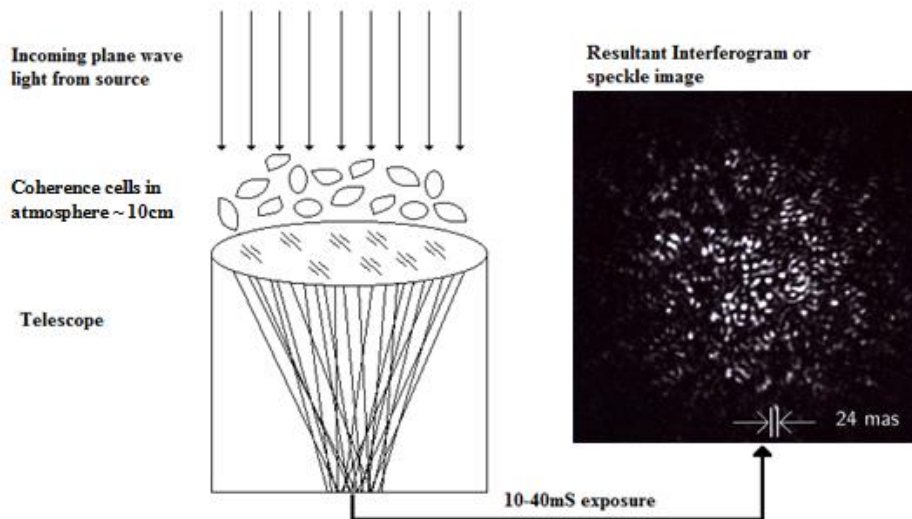 Incoming plane wave
light from source
Coherence cells in
atmosphere ~ 10cm
Telescope
Resultant Interferogram or
speckle image
24 mas
10-40mS exposure